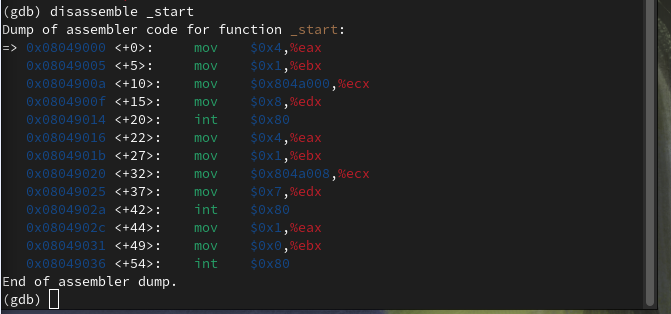 (gdb) disassemble _start
Dump of assembler code for function _start:
=> 0x08049000 <+0>:     mov    $0x4,%eax
   0x08049005 <+5>:     mov    $0x1,%ebx
   0x0804900a <+10>:    mov    $0x804a000,%ecx
   0x0804900f <+15>:    mov    $0x8,%edx
   0x08049014 <+20>:    int    $0x80
   0x08049016 <+22>:    mov    $0x4,%eax
   0x0804901b <+27>:    mov    $0x1,%ebx
   0x08049020 <+32>:    mov    $0x804a008,%ecx
   0x08049025 <+37>:    mov    $0x7,%edx
   0x0804902a <+42>:    int    $0x80
   0x0804902c <+44>:    mov    $0x1,%eax
   0x08049031 <+49>:    mov    $0x0,%ebx
   0x08049036 <+54>:    int    $0x80
End of assembler dump.
(gdb)